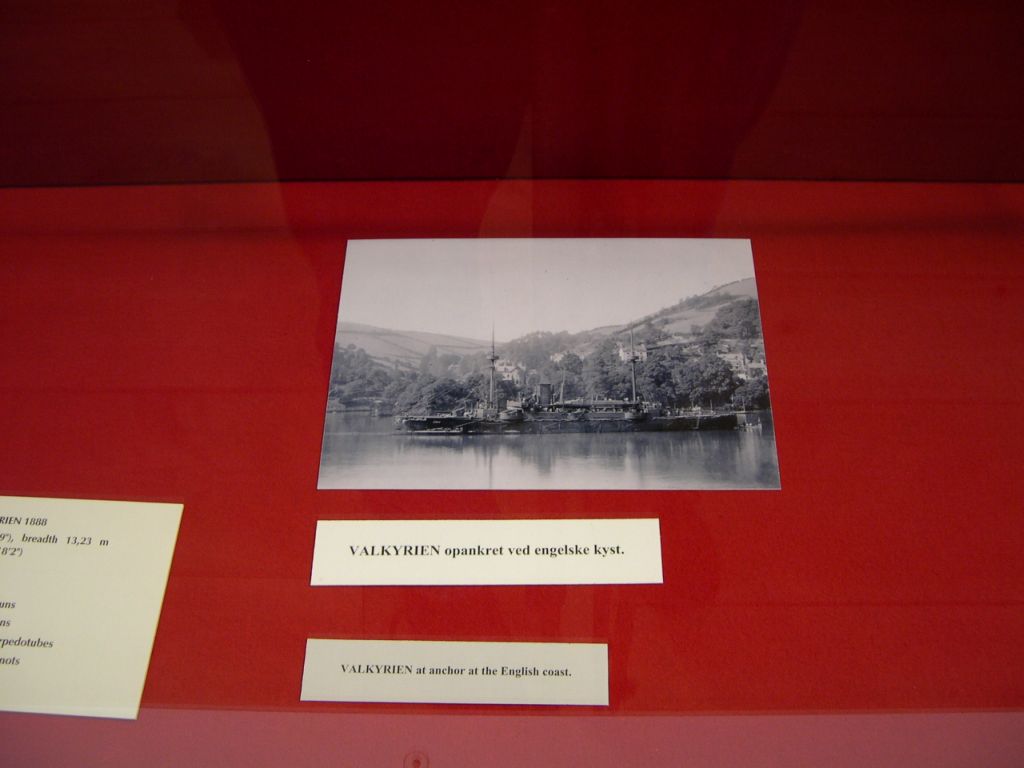 VALKYRIEN opankret ved engelske kyst.
VALKYRIEN at anchor at the English coast.
RIEN 1888
9"), breadth 13,23 m
8'2")
uns
ns
rpedotubes
nots